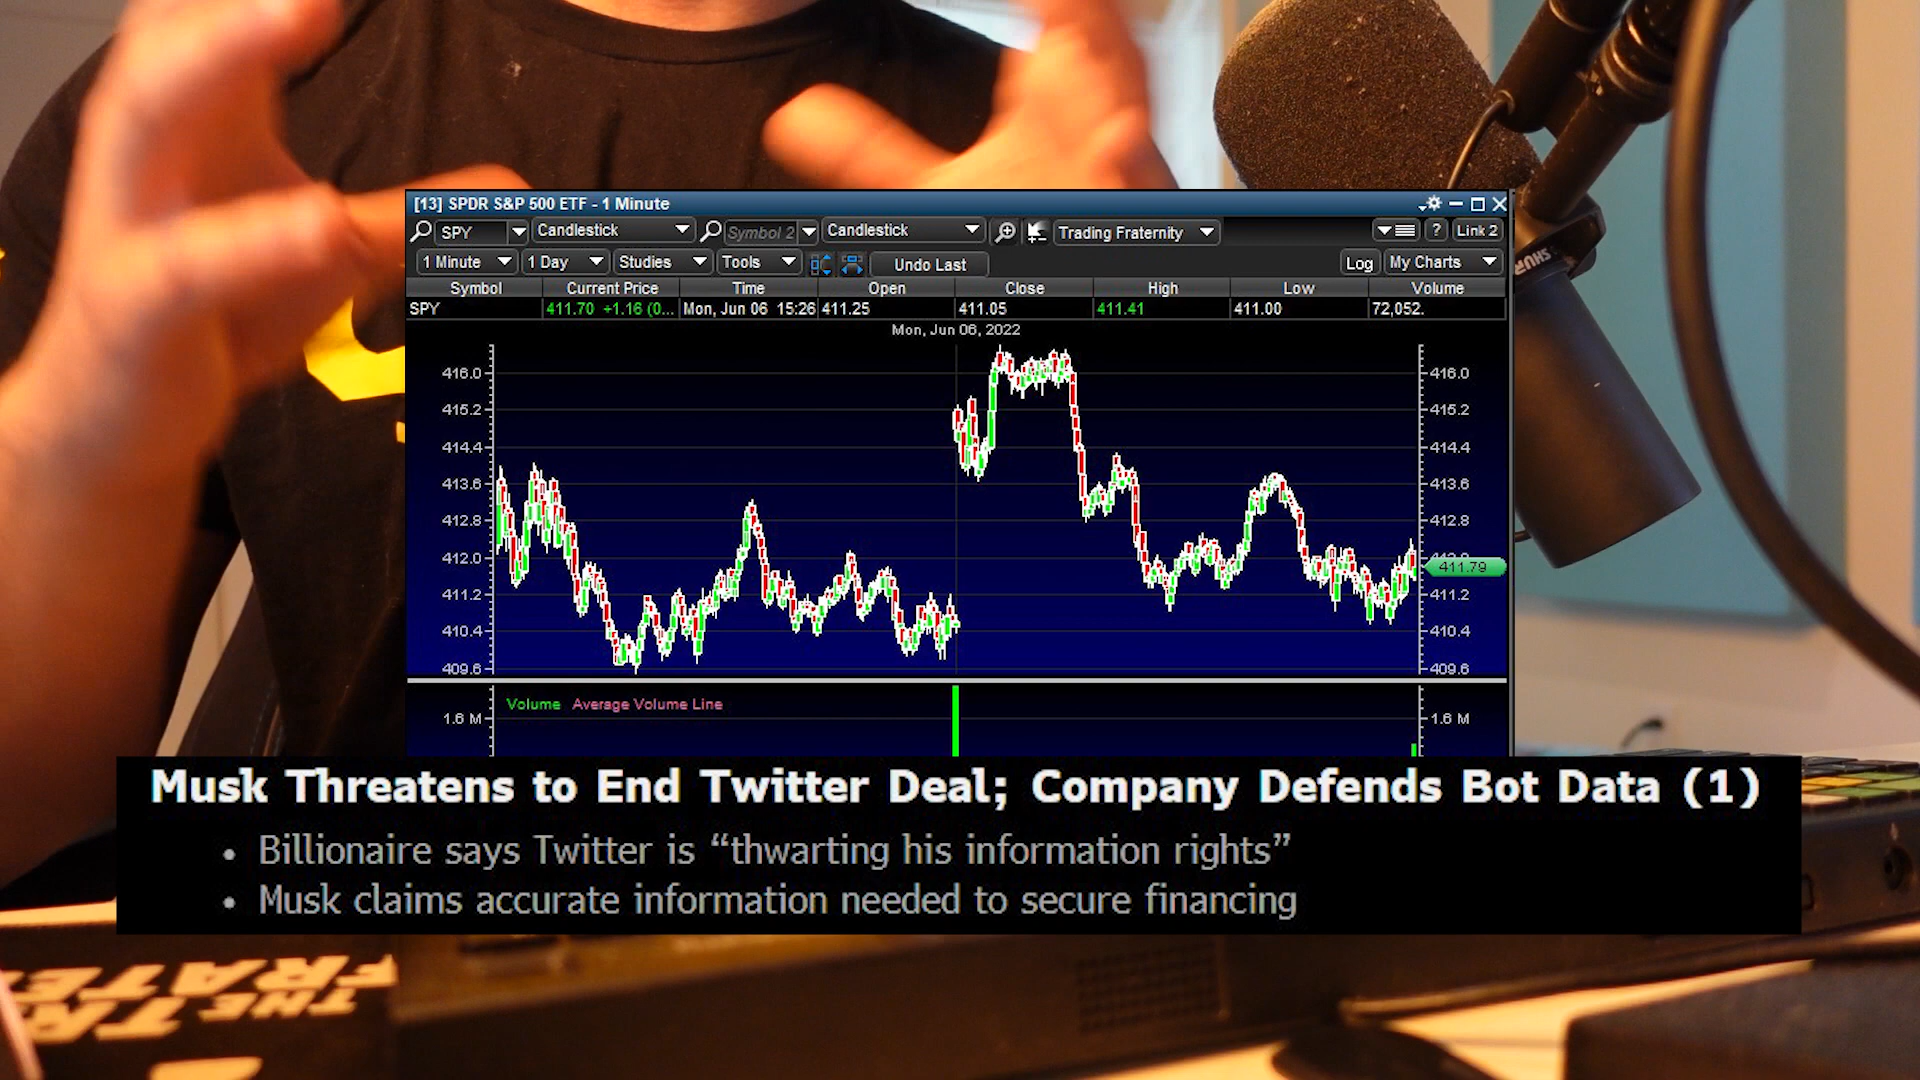 [13] SPDR S&P 500 ETF - 1 Minute
SPY Candlestick Symbol 2 Candlestick Trading Fraternity ? Link 2
1 Minute 1 Day Studies Tools Undo Last Log My Charts
Symbol Current Price Time Open Close High Low Volume
SPY 411.70 +1.16 (0... Mon, Jun 06 15:26 411.25 411.05 411.41 411.00 72,052.
Mon, Jun 06, 2022
416.0 416.0
415.2 415.2
414.4 414.4
413.6 413.6
412.8 412.8
412.0
411.79
411.2 411.2
410.4 410.4
409.6 409.6
Volume Average Volume Line
1.6 M 1.6 M
SHURE
Musk Threatens to End Twitter Deal; Company Defends Bot Data (1)
• Billionaire says Twitter is “thwarting his information rights”
• Musk claims accurate information needed to secure financing
THE